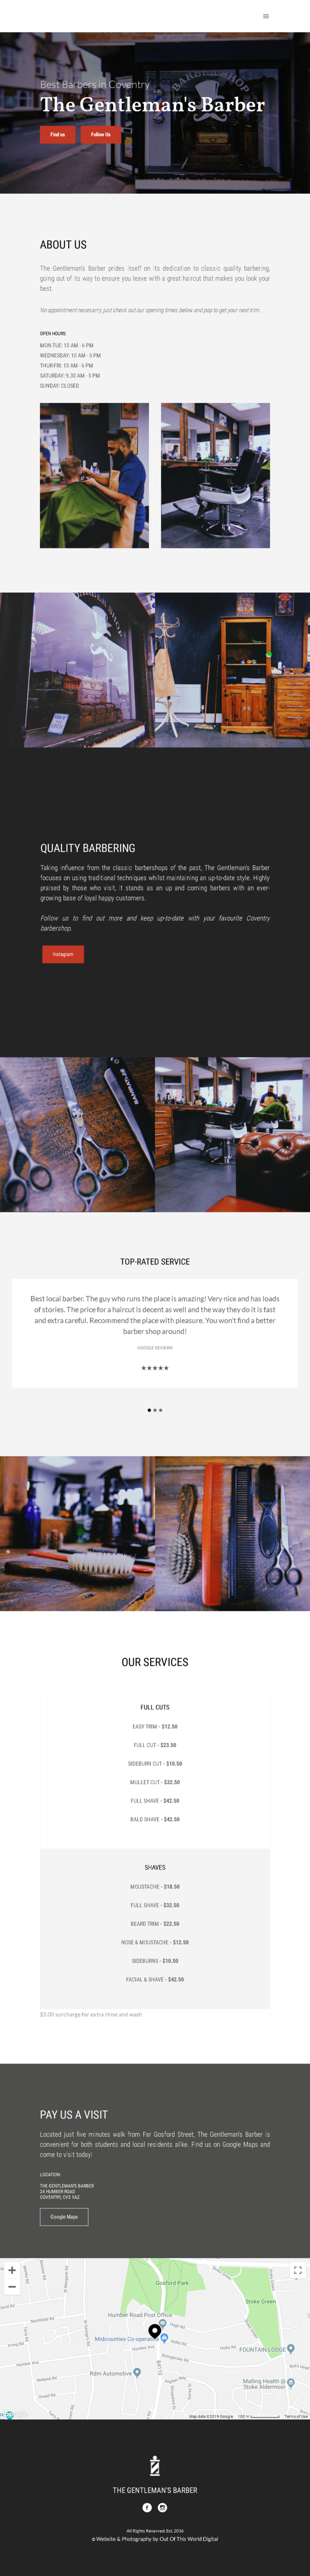 Best Barbers in Coventry
The Gentleman's Barber
Find us
Follow Us
ABOUT US
The Gentleman's Barber prides itself on its dedication to classic quality barbering,
going out of its way to ensure you leave with a great haircut that makes you look your
best.
No appointment necessary, just check out our opening times below and pop to get your next trim.
OPEN HOURS:
MON-TUE: 10 AM - 6 PM
WEDNESDAY: 10 AM - 5 PM
THUR-FRI: 10 AM - 6 PM
SATURDAY: 9.30 AM - 5 PM
SUNDAY: CLOSED
QUALITY BARBERING
Taking influence from the classic barbershops of the past, The Gentleman's Barber
focuses on using traditional techniques whilst maintaining an up-to-date style. Highly
praised by those who visit, it stands as an up and coming barbers with an ever-
growing base of loyal happy customers.
Follow us to find out more and keep up-to-date with your favourite Coventry
barbershop.
Instagram
TOP-RATED SERVICE
Best local barber. The guy who runs the place is amazing! Very nice and has loads
of stories. The price for a haircut is decent as well and the way they do it is fast
and extra careful. Recommend the place with pleasure. You won't find a better
barber shop around!
GOOGLE REVIEWS
★★★★★
OUR SERVICES
FULL CUTS
EASY TRIM - $12.50
FULL CUT - $23.50
SIDEBURN CUT - $10.50
MULLET CUT - $32.50
FULL SHAVE - $42.50
BALD SHAVE - $42.50
SHAVES
MOUSTACHE - $18.50
FULL SHAVE - $32.50
BEARD TRIM - $22.50
NOSE & MOUSTACHE - $12.50
SIDEBURNS - $10.50
FACIAL & SHAVE - $42.50
$5.00 surcharge for extra rinse and wash
PAY US A VISIT
Located just five minutes walk from Far Gosford Street, The Gentleman's Barber is
convenient for both students and local residents alike. Find us on Google Maps and
come to visit today!
LOCATION
THE GENTLEMAN'S BARBER
24 HUMBER ROAD
COVENTRY, CV3 1AZ
Google Maps
Gosford Park
Stoke Green
Humber Road Post Office
Midcounties Co-operative
FOUNTAIN LODGE
Rdm Automotive
Malling Health @
Stoke Aldermoor
Map data ©2019 Google
100 m
Terms of Use
THE GENTLEMAN'S BARBER
All Rights Reserved. Est. 2016
© Website & Photography by Out Of This World Digital